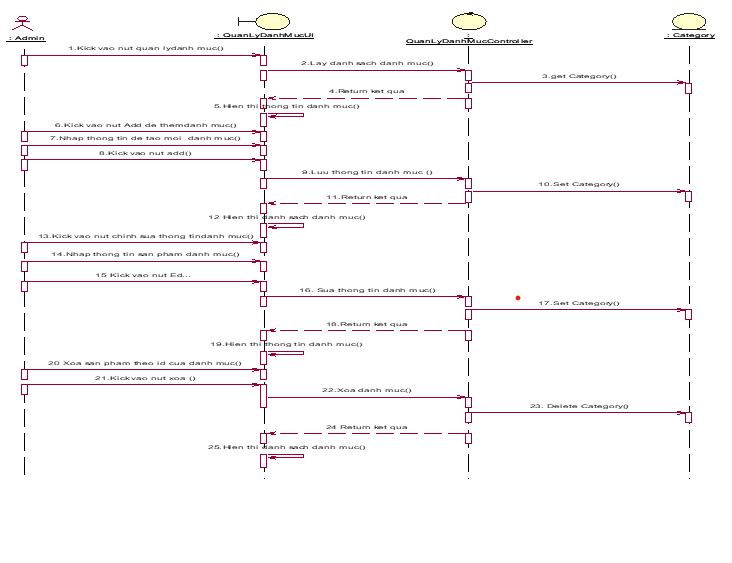 : Admin
: QuanLyDanhMucUI
:
QuanLyDanhMucController
: Category
1.Kick vao nut quan lydanh muc()
2.Lay danh sach danh muc()
3.get Category()
4.Return ket qua
5.Hien thi thong tin danh muc()
6.Kick vao nut Add de themdanh muc()
7.Nhap thong tin de tao moi danh muc()
8.Kick vao nut add()
9.Luu thong tin danh muc ()
10.Set Category()
11.Return ket qua
12 Hien thi danh sach danh muc()
13.Kick vao nut chinh sua thong tindanh muc()
14.Nhap thong tin san pham danh muc()
15 Kick vao nut Ed...
16. Sua thong tin danh muc()
17.Set Category()
18.Return ket qua
19.Hien thi thong tin danh muc()
20 Xoa san pham theo id cua danh muc()
21.Kick vao nut xoa ()
22.Xoa danh muc()
23. Delete Category()
24 Return ket qua
25.Hien thi danh sach danh muc()